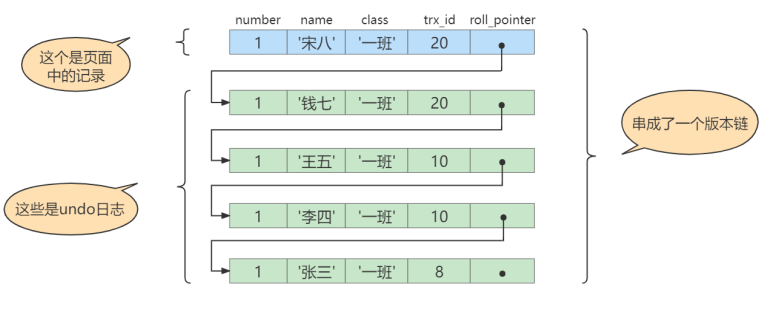 number name class trx_id roll_pointer
1 '宋八' '一班' 20
这个是页面
中的记录
1 '钱七' '一班' 20
串成了一个版本链
1 '王五' '一班' 10
这些是undo日志
1 '李四' '一班' 10
1 '张三' '一班' 8